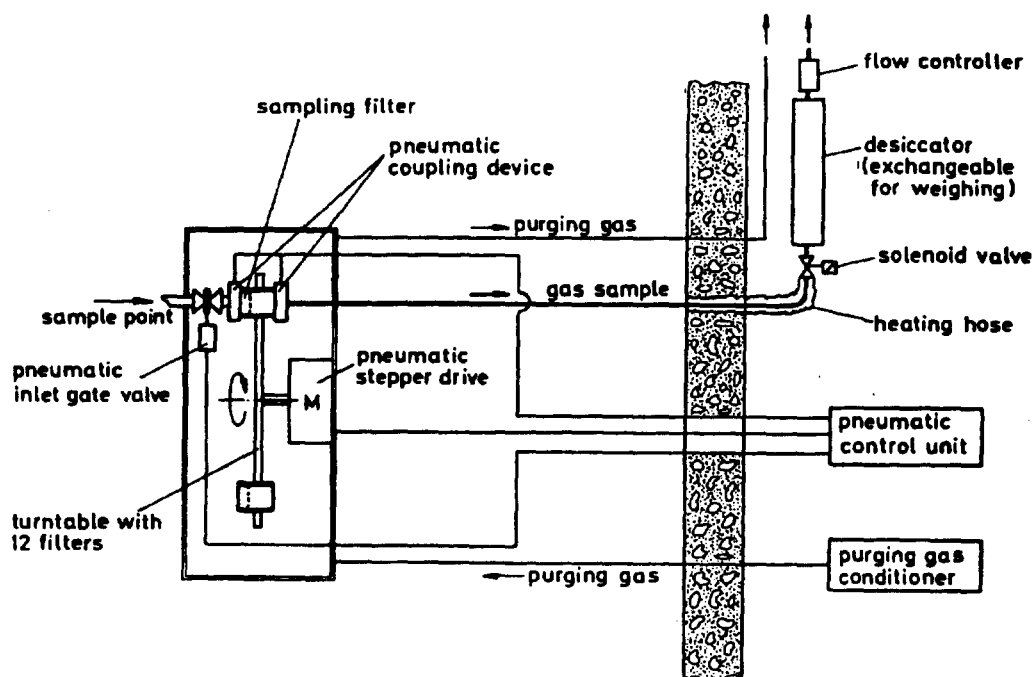 flow controller
sampling filter
pneumatic
coupling device
desiccator
(exchangeable
for weighing)
purging gas
solenoid valve
gas sample
sample point
heating hose
pneumatic
inlet gate valve
pneumatic
stepper drive
M
pneumatic
control unit
turntable with
12 filters
purging gas
purging gas
conditioner